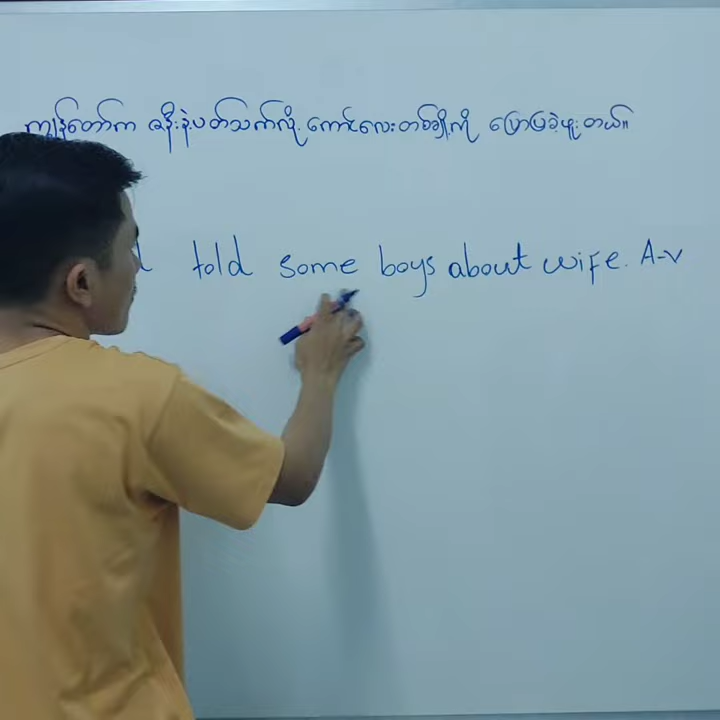 ကျွန်တော်က ဇနီးနဲ့ပတ်သက်လို့ ကောင်လေးတစ်ချို့ကို ပြောပြခဲ့ဖူးတယ်။
told some boys about wife. A-v